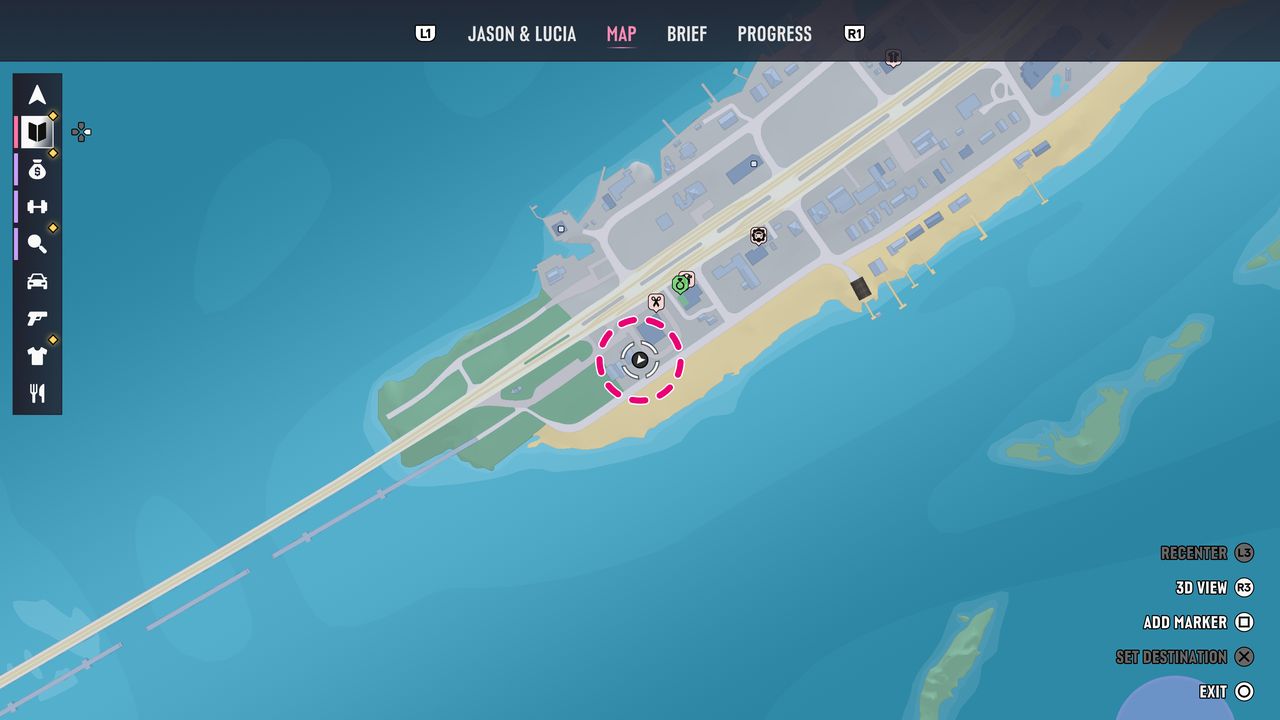 L1 JASON & LUCIA MAP BRIEF PROGRESS R1
$
RECENTER L3
3D VIEW R3
ADD MARKER
SET DESTINATION
EXIT